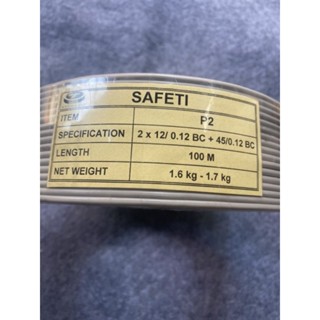 SAFETI
ITEM P2
SPECIFICATION 2 x 12/ 0.12 BC + 45/0.12 BC
LENGTH 100 M
NET WEIGHT 1.6 kg - 1.7 kg